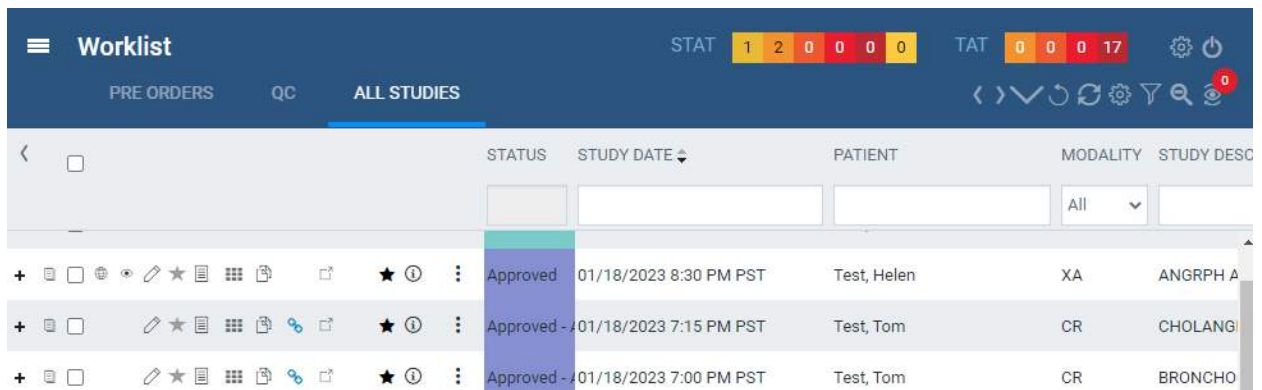 Worklist STAT 1 2 0 0 0 0 TAT 0 0 0 17
PRE ORDERS QC ALL STUDIES 0
STATUS STUDY DATE PATIENT MODALITY STUDY DESC
All
Approved 01/18/2023 8:30 PM PST Test, Helen XA ANGRPH A
Approved - 01/18/2023 7:15 PM PST Test, Tom CR CHOLANG
Approved - 01/18/2023 7:00 PM PST Test, Tom CR BRONCHO